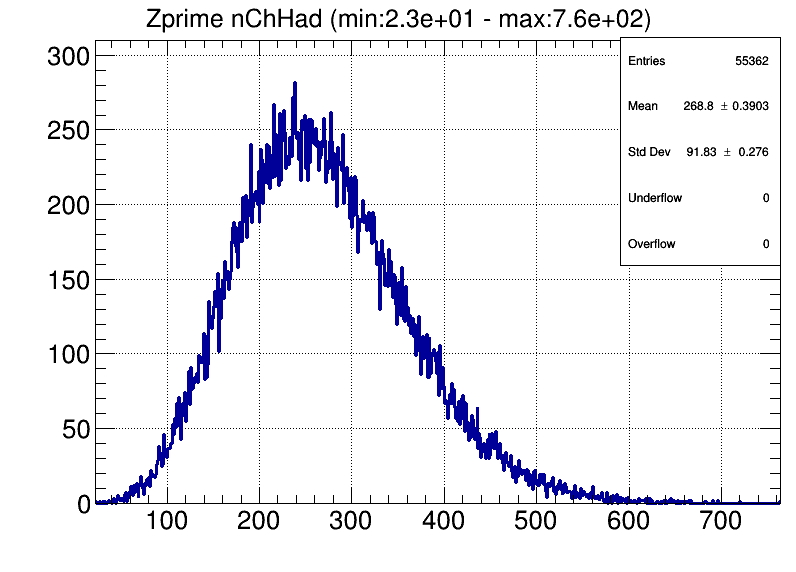 Zprime nChHad (min:2.3e+01 - max:7.6e+02)
Entries 55362
Mean 268.8 ± 0.3903
Std Dev 91.83 ± 0.276
Underflow 0
Overflow 0
300
250
200
150
100
50
0
100 200 300 400 500 600 700